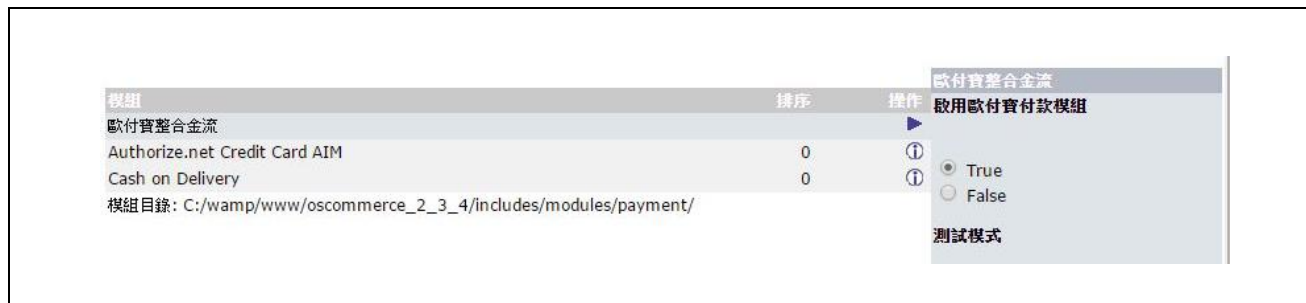 模組 排序 操作
歐付寶整合金流
Authorize.net Credit Card AIM 0
Cash on Delivery 0
模組目錄: C:/wamp/www/oscommerce_2_3_4/includes/modules/payment/
歐付寶整合金流
啟用歐付寶付款模組
True
False
測試模式